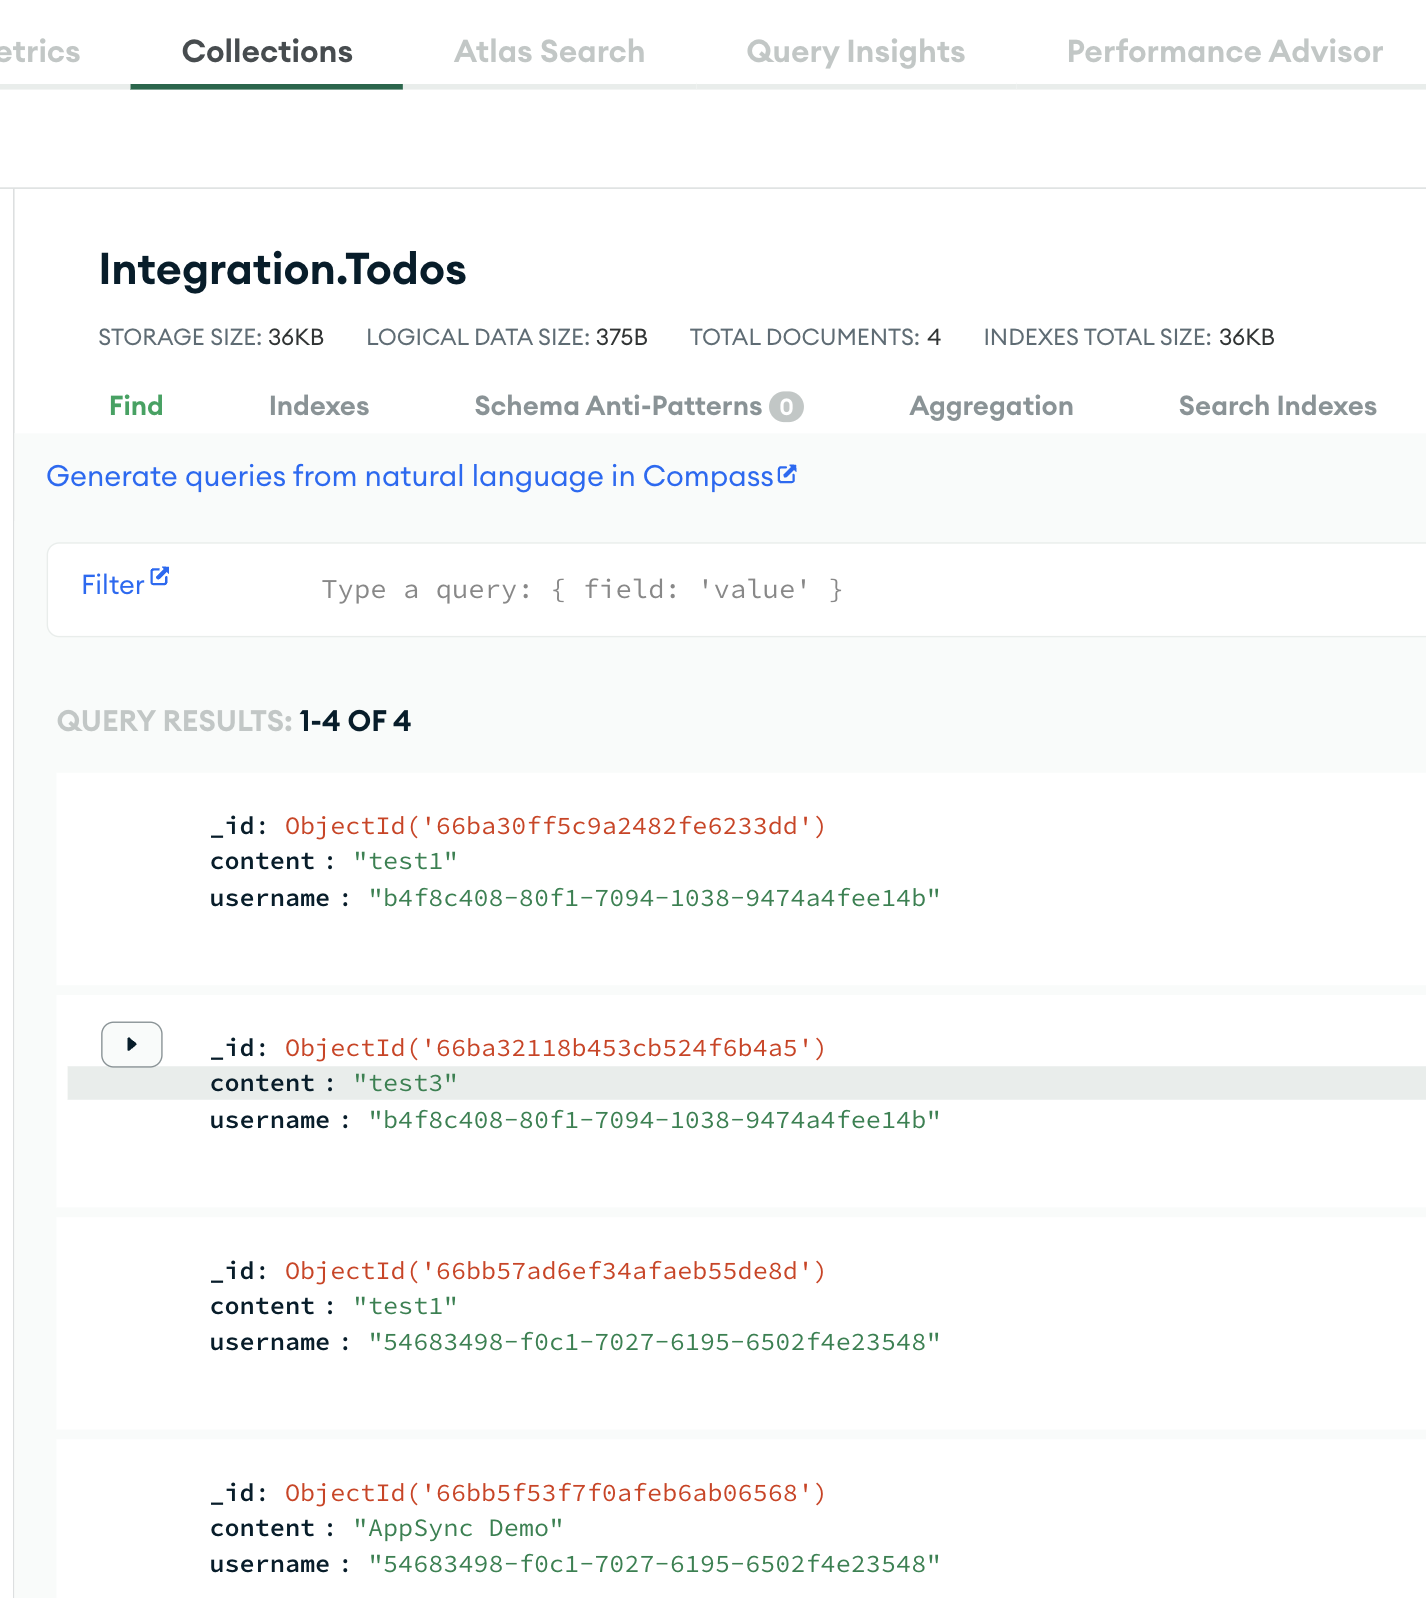 etrics Collections Atlas Search Query Insights Performance Advisor
Integration.Todos
STORAGE SIZE: 36KB LOGICAL DATA SIZE: 375B TOTAL DOCUMENTS: 4 INDEXES TOTAL SIZE: 36KB
Find Indexes Schema Anti-Patterns 0 Aggregation Search Indexes
Generate queries from natural language in Compass
Filter Type a query: { field: 'value' }
QUERY RESULTS: 1-4 OF 4
_id: ObjectId('66ba30ff5c9a2482fe6233dd')
content : "test1"
username : "b4f8c408-80f1-7094-1038-9474a4fee14b"
_id: ObjectId('66ba32118b453cb524f6b4a5')
content : "test3"
username : "b4f8c408-80f1-7094-1038-9474a4fee14b"
_id: ObjectId('66bb57ad6ef34afaeb55de8d')
content : "test1"
username : "54683498-f0c1-7027-6195-6502f4e23548"
_id: ObjectId('66bb5f53f7f0afeb6ab06568')
content : "AppSync Demo"
username : "54683498-f0c1-7027-6195-6502f4e23548"